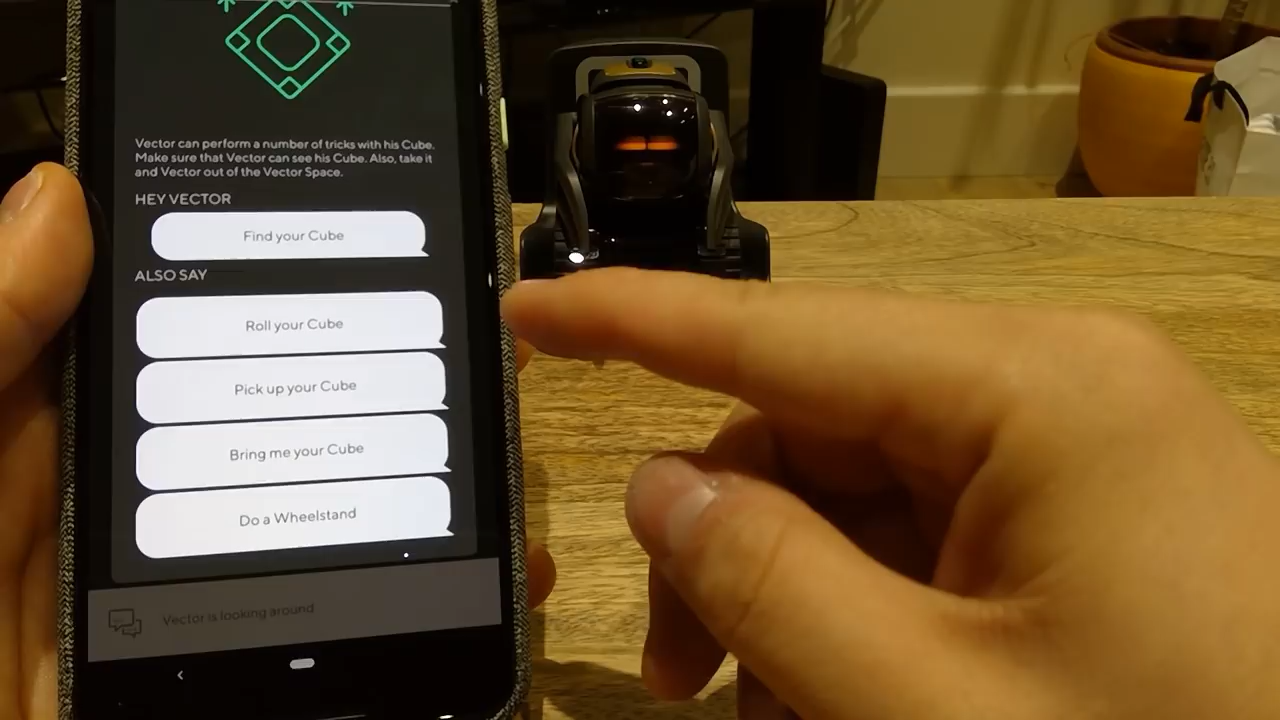 Vector can perform a number of tricks with his Cube.
Make sure that Vector can see his Cube. Also, take it
and Vector out of the Vector Space.
HEY VECTOR
Find your Cube
ALSO SAY
Roll your Cube
Pick up your Cube
Bring me your Cube
Do a Wheelstand
Vector is looking around